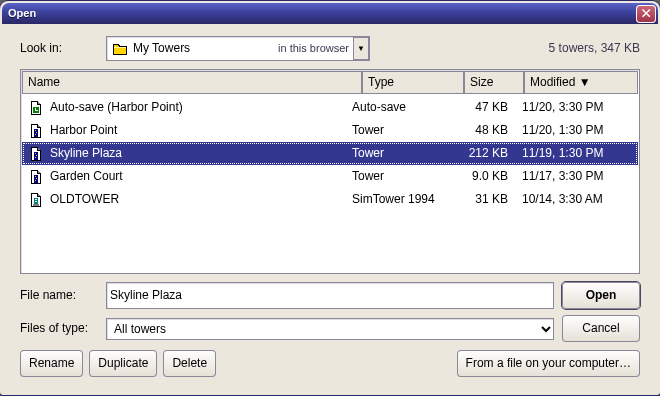 Open
Look in: My Towers in this browser 5 towers, 347 KB
Name Type Size Modified ▼
Auto-save (Harbor Point) Auto-save 47 KB 11/20, 3:30 PM
Harbor Point Tower 48 KB 11/20, 1:30 PM
Skyline Plaza Tower 212 KB 11/19, 1:30 PM
Garden Court Tower 9.0 KB 11/17, 3:30 PM
OLDTOWER SimTower 1994 31 KB 10/14, 3:30 AM
File name: Skyline Plaza Open
Files of type: All towers Cancel
Rename Duplicate Delete From a file on your computer…